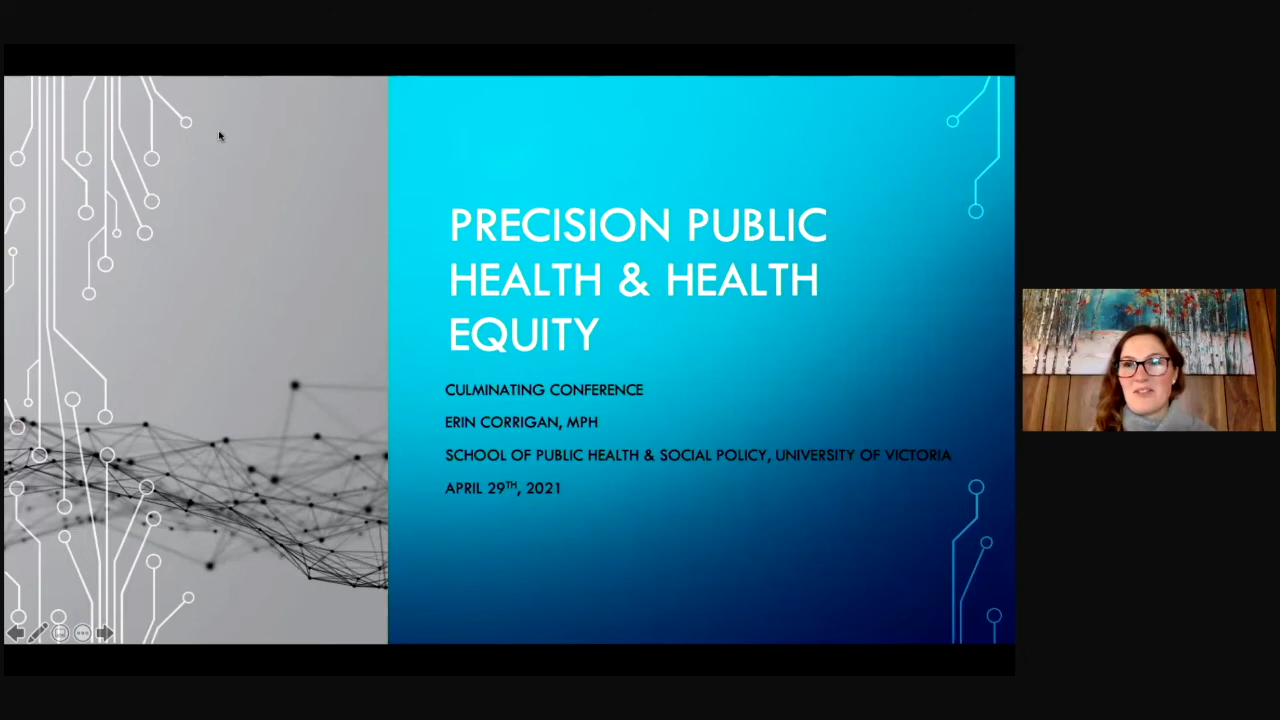 PRECISION PUBLIC
HEALTH & HEALTH
EQUITY
CULMINATING CONFERENCE
ERIN CORRIGAN, MPH
SCHOOL OF PUBLIC HEALTH & SOCIAL POLICY, UNIVERSITY OF VICTORIA
APRIL 29TH, 2021